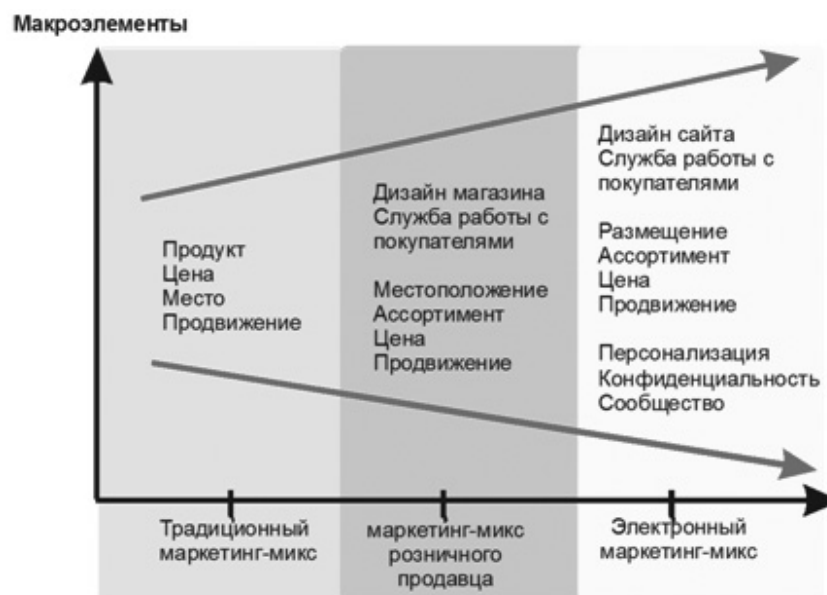 Макроэлементы
Продукт
Цена
Место
Продвижение
Дизайн магазина
Служба работы с
покупателями
Местоположение
Ассортимент
Цена
Продвижение
Дизайн сайта
Служба работы с
покупателями
Размещение
Ассортимент
Цена
Продвижение
Персонализация
Конфиденциальность
Сообщество
Традиционный
маркетинг-микс
маркетинг-микс
розничного
продавца
Электронный
маркетинг-микс